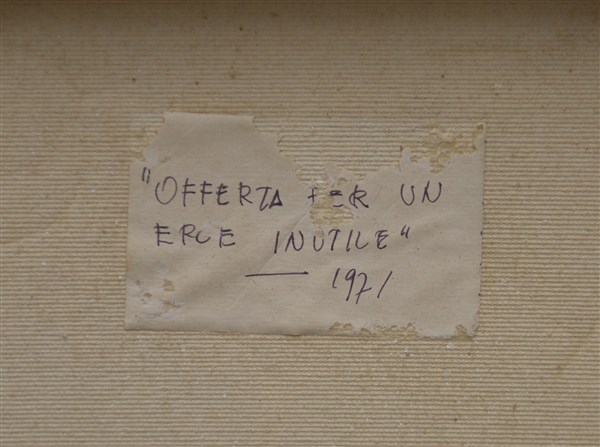 "OFFERTA PER UN
EROE INUTILE"
1971